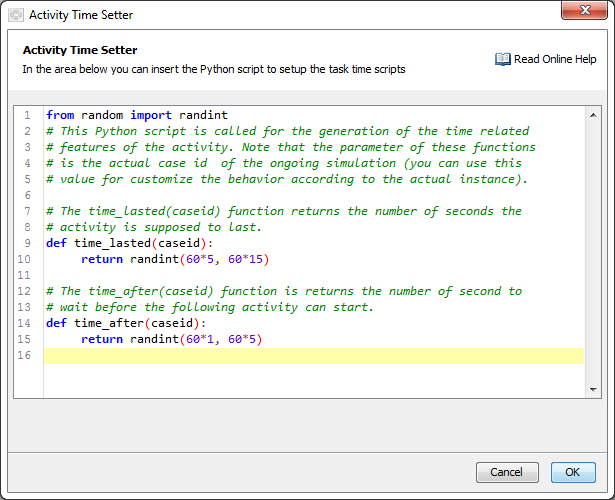 Activity Time Setter
Activity Time Setter
In the area below you can insert the Python script to setup the task time scripts
Read Online Help
1 from random import randint
2 # This Python script is called for the generation of the time related
3 # features of the activity. Note that the parameter of these functions
4 # is the actual case id  of the ongoing simulation (you can use this
5 # value for customize the behavior according to the actual instance).
6
7 # The time_lasted(caseid) function returns the number of seconds the
8 # activity is supposed to last.
9 def time_lasted(caseid):
10     return randint(60*5, 60*15)
11
12 # The time_after(caseid) function is returns the number of second to
13 # wait before the following activity can start.
14 def time_after(caseid):
15     return randint(60*1, 60*5)
16
Cancel
OK